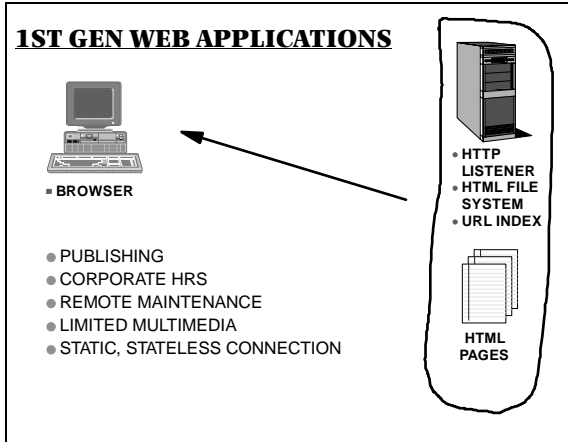 1ST GEN WEB APPLICATIONS
▪ BROWSER
• HTTP
LISTENER
• HTML FILE
SYSTEM
• URL INDEX
HTML
PAGES
● PUBLISHING
● CORPORATE HRS
● REMOTE MAINTENANCE
● LIMITED MULTIMEDIA
● STATIC, STATELESS CONNECTION